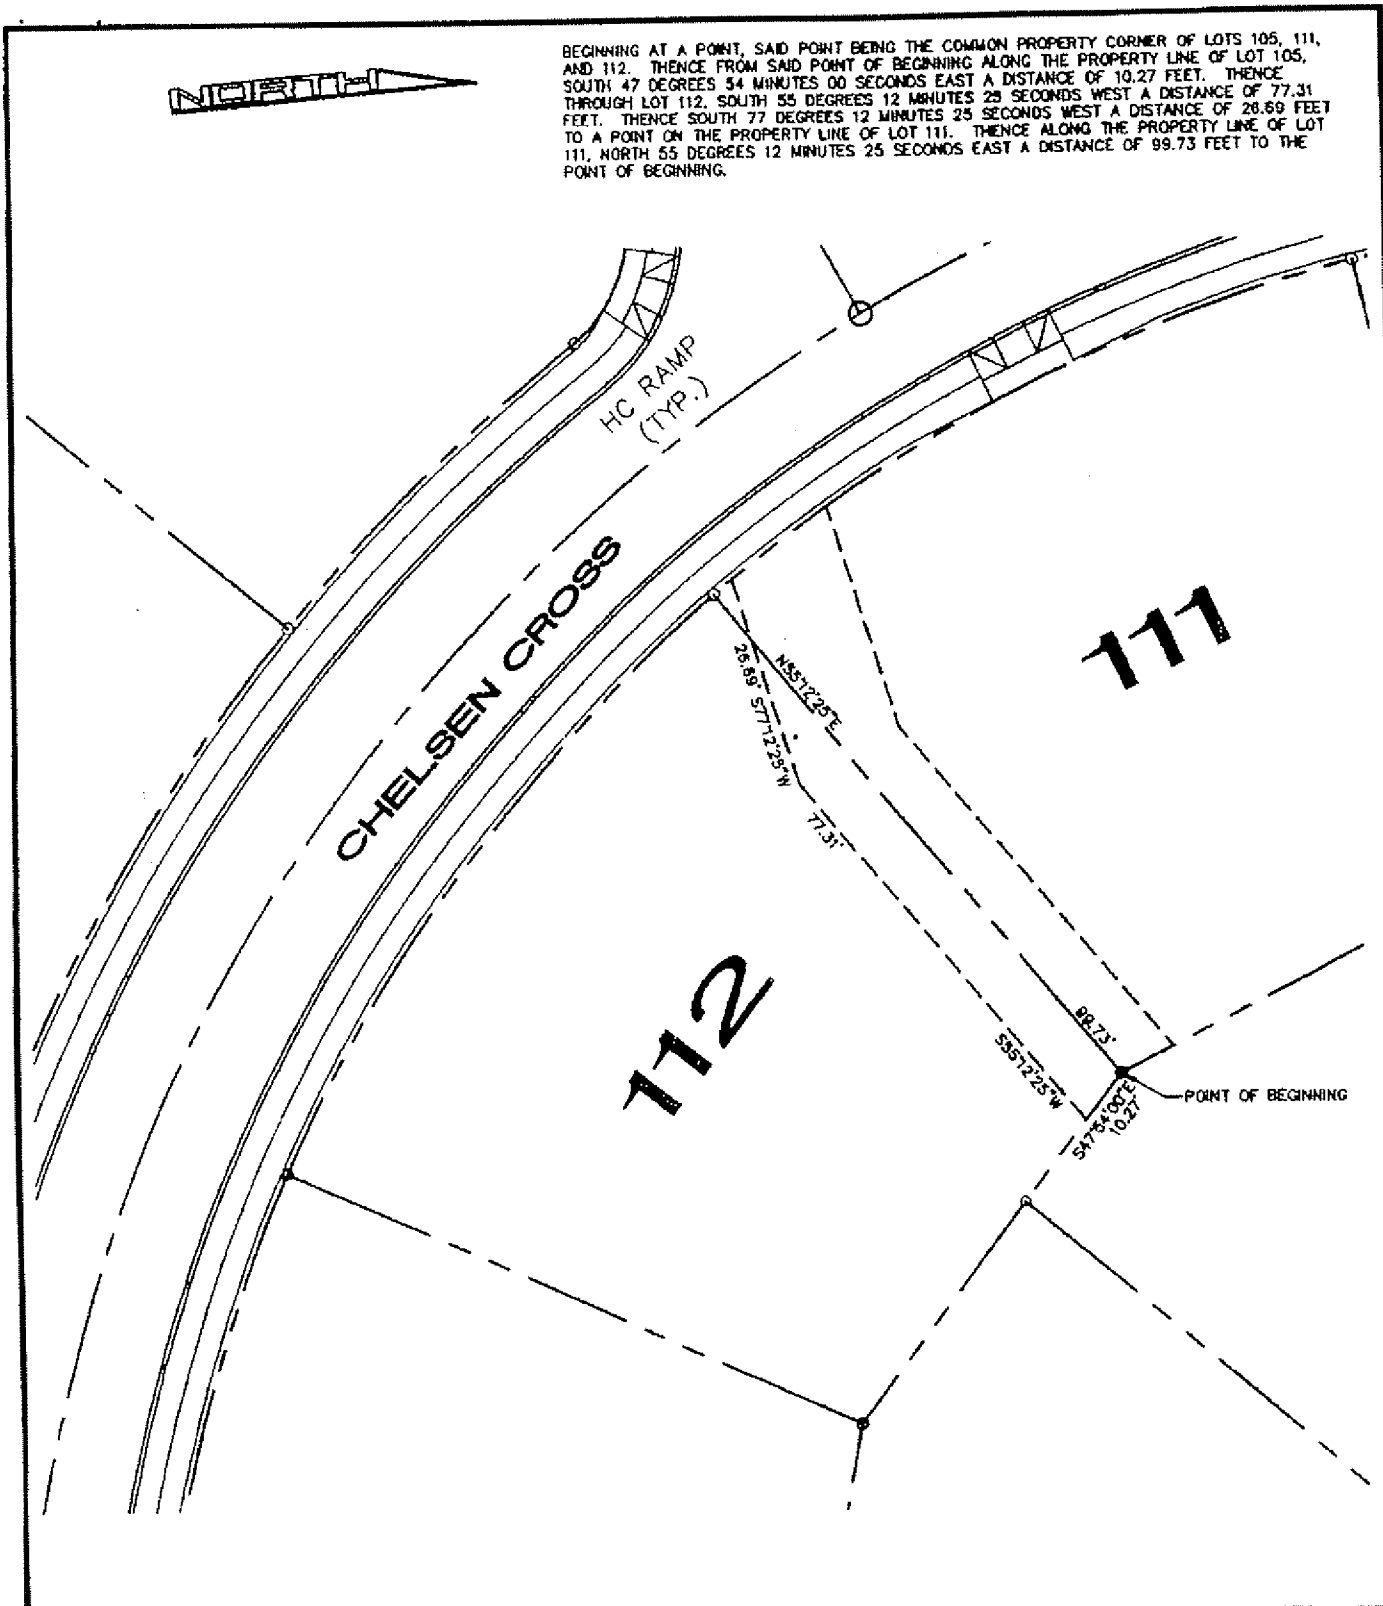 NORTH
BEGINNING AT A POINT, SAID POINT BEING THE COMMON PROPERTY CORNER OF LOTS 105, 111,
AND 112. THENCE FROM SAID POINT OF BEGINNING ALONG THE PROPERTY LINE OF LOT 105,
SOUTH 47 DEGREES 54 MINUTES 00 SECONDS EAST A DISTANCE OF 10.27 FEET. THENCE
THROUGH LOT 112, SOUTH 55 DEGREES 12 MINUTES 25 SECONDS WEST A DISTANCE OF 77.31
FEET. THENCE SOUTH 77 DEGREES 12 MINUTES 25 SECONDS WEST A DISTANCE OF 26.69 FEET
TO A POINT ON THE PROPERTY LINE OF LOT 111. THENCE ALONG THE PROPERTY LINE OF LOT
111, NORTH 55 DEGREES 12 MINUTES 25 SECONDS EAST A DISTANCE OF 99.73 FEET TO THE
POINT OF BEGINNING.
HC RAMP
(TYP.)
CHELSEN CROSS
111
N55°12'25"E
26.69' S77°12'25"W
77.31'
112
99.73'
S55°12'25"W
POINT OF BEGINNING
S47°54'00"E
10.27'